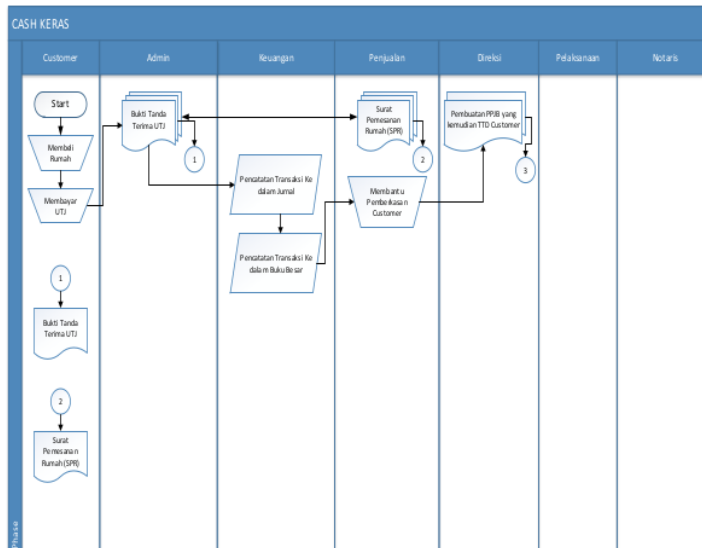 CASH KERAS
Customer
Admin
Keuangan
Penjualan
Direksi
Pelaksanaan
Notaris
Start
Membeli
Rumah
Membayar
UTJ
Bukti Tanda
Terima UTJ
1
Pencatatan Transaksi Ke
dalam Jurnal
Pencatatan Transaksi Ke
dalam Buku Besar
Surat
Pemesanan
Rumah (SPR)
2
Membantu
Pemberkasan
Customer
Pembuatan PPJB yang
kemudian TTD Customer
3
1
Bukti Tanda
Terima UTJ
2
Surat
Pemesanan
Rumah (SPR)
Phase